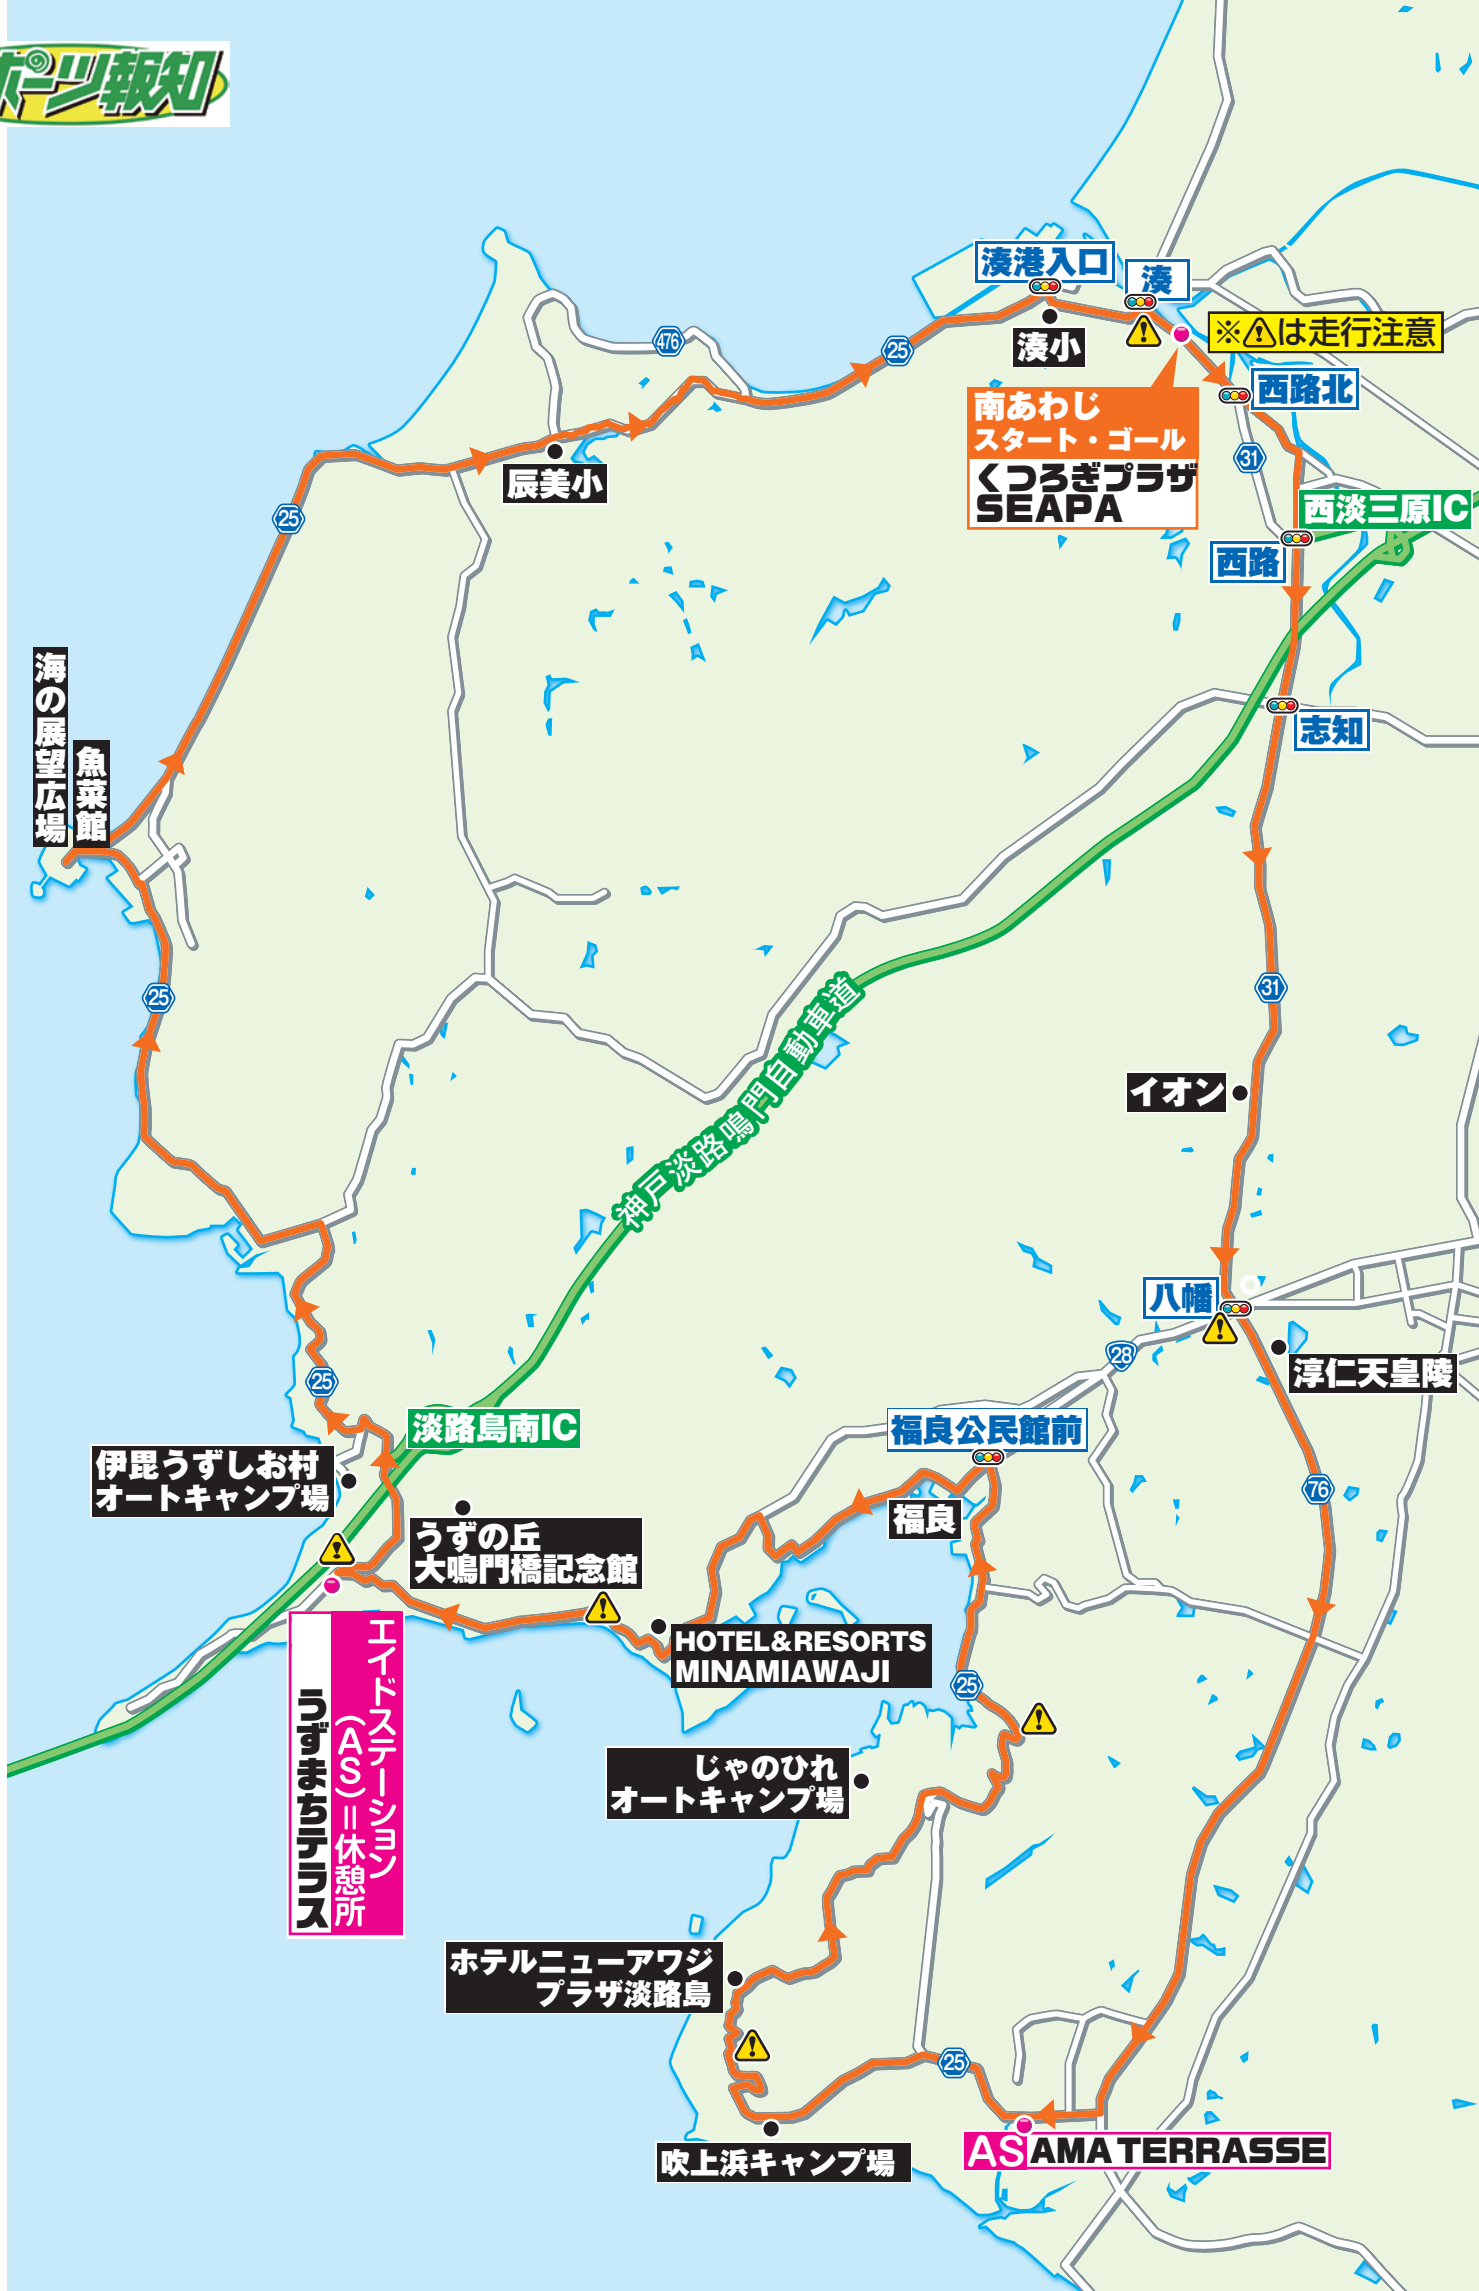 ポーツ報知
湊港入口
湊
湊小
※⚠は走行注意
476
25
西路北
南あわじ
スタート・ゴール
くつろぎプラザ
SEAPA
31
辰美小
西淡三原IC
25
西路
海の展望広場
魚菜館
志知
25
神戸淡路鳴門自動車道
31
イオン
八幡
28
淳仁天皇陵
25
淡路島南IC
福良公民館前
伊毘うずしお村
オートキャンプ場
76
福良
うずの丘
大鳴門橋記念館
エイドステーション
(AS)=休憩所
うずまちテラス
HOTEL&RESORTS
MINAMIAWAJI
25
じゃのひれ
オートキャンプ場
ホテルニューアワジ
プラザ淡路島
25
吹上浜キャンプ場
AS AMA TERRASSE